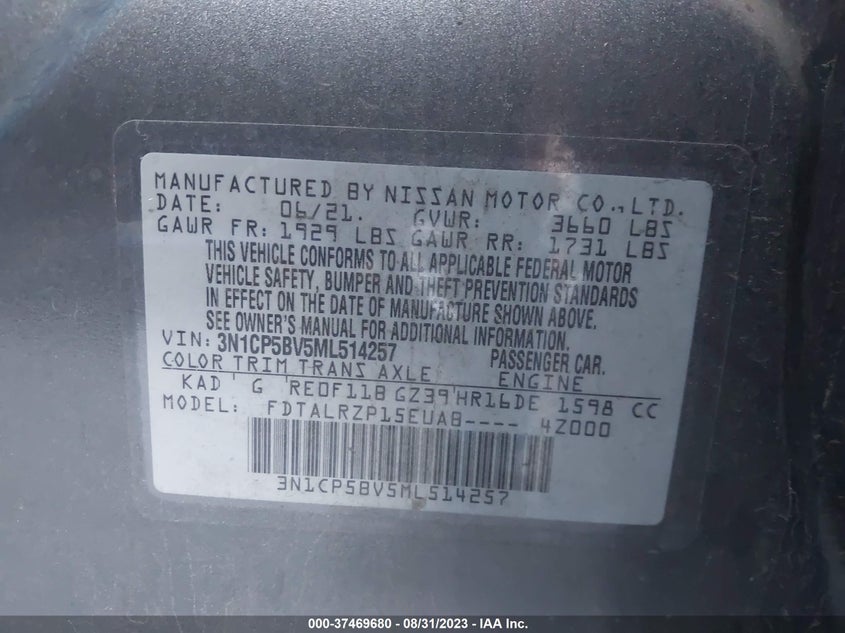 MANUFACTURED BY NISSAN MOTOR CO., LTD.
DATE: 06/21. GVWR: 3660 LBS
GAWR FR: 1929 LBS GAWR RR: 1731 LBS
THIS VEHICLE CONFORMS TO ALL APPLICABLE FEDERAL MOTOR
VEHICLE SAFETY, BUMPER AND THEFT PREVENTION STANDARDS
IN EFFECT ON THE DATE OF MANUFACTURE SHOWN ABOVE.
SEE OWNER'S MANUAL FOR ADDITIONAL INFORMATION.
VIN: 3N1CP5BV5ML514257 PASSENGER CAR.
COLOR TRIM TRANS AXLE ENGINE
KAD G RE0F11B GZ39 HR16DE 1598 CC
MODEL: FDTALRZP15EUAB---- 4Z000
3N1CP5BV5ML514257
000-37469680 - 08/31/2023 - IAA Inc.